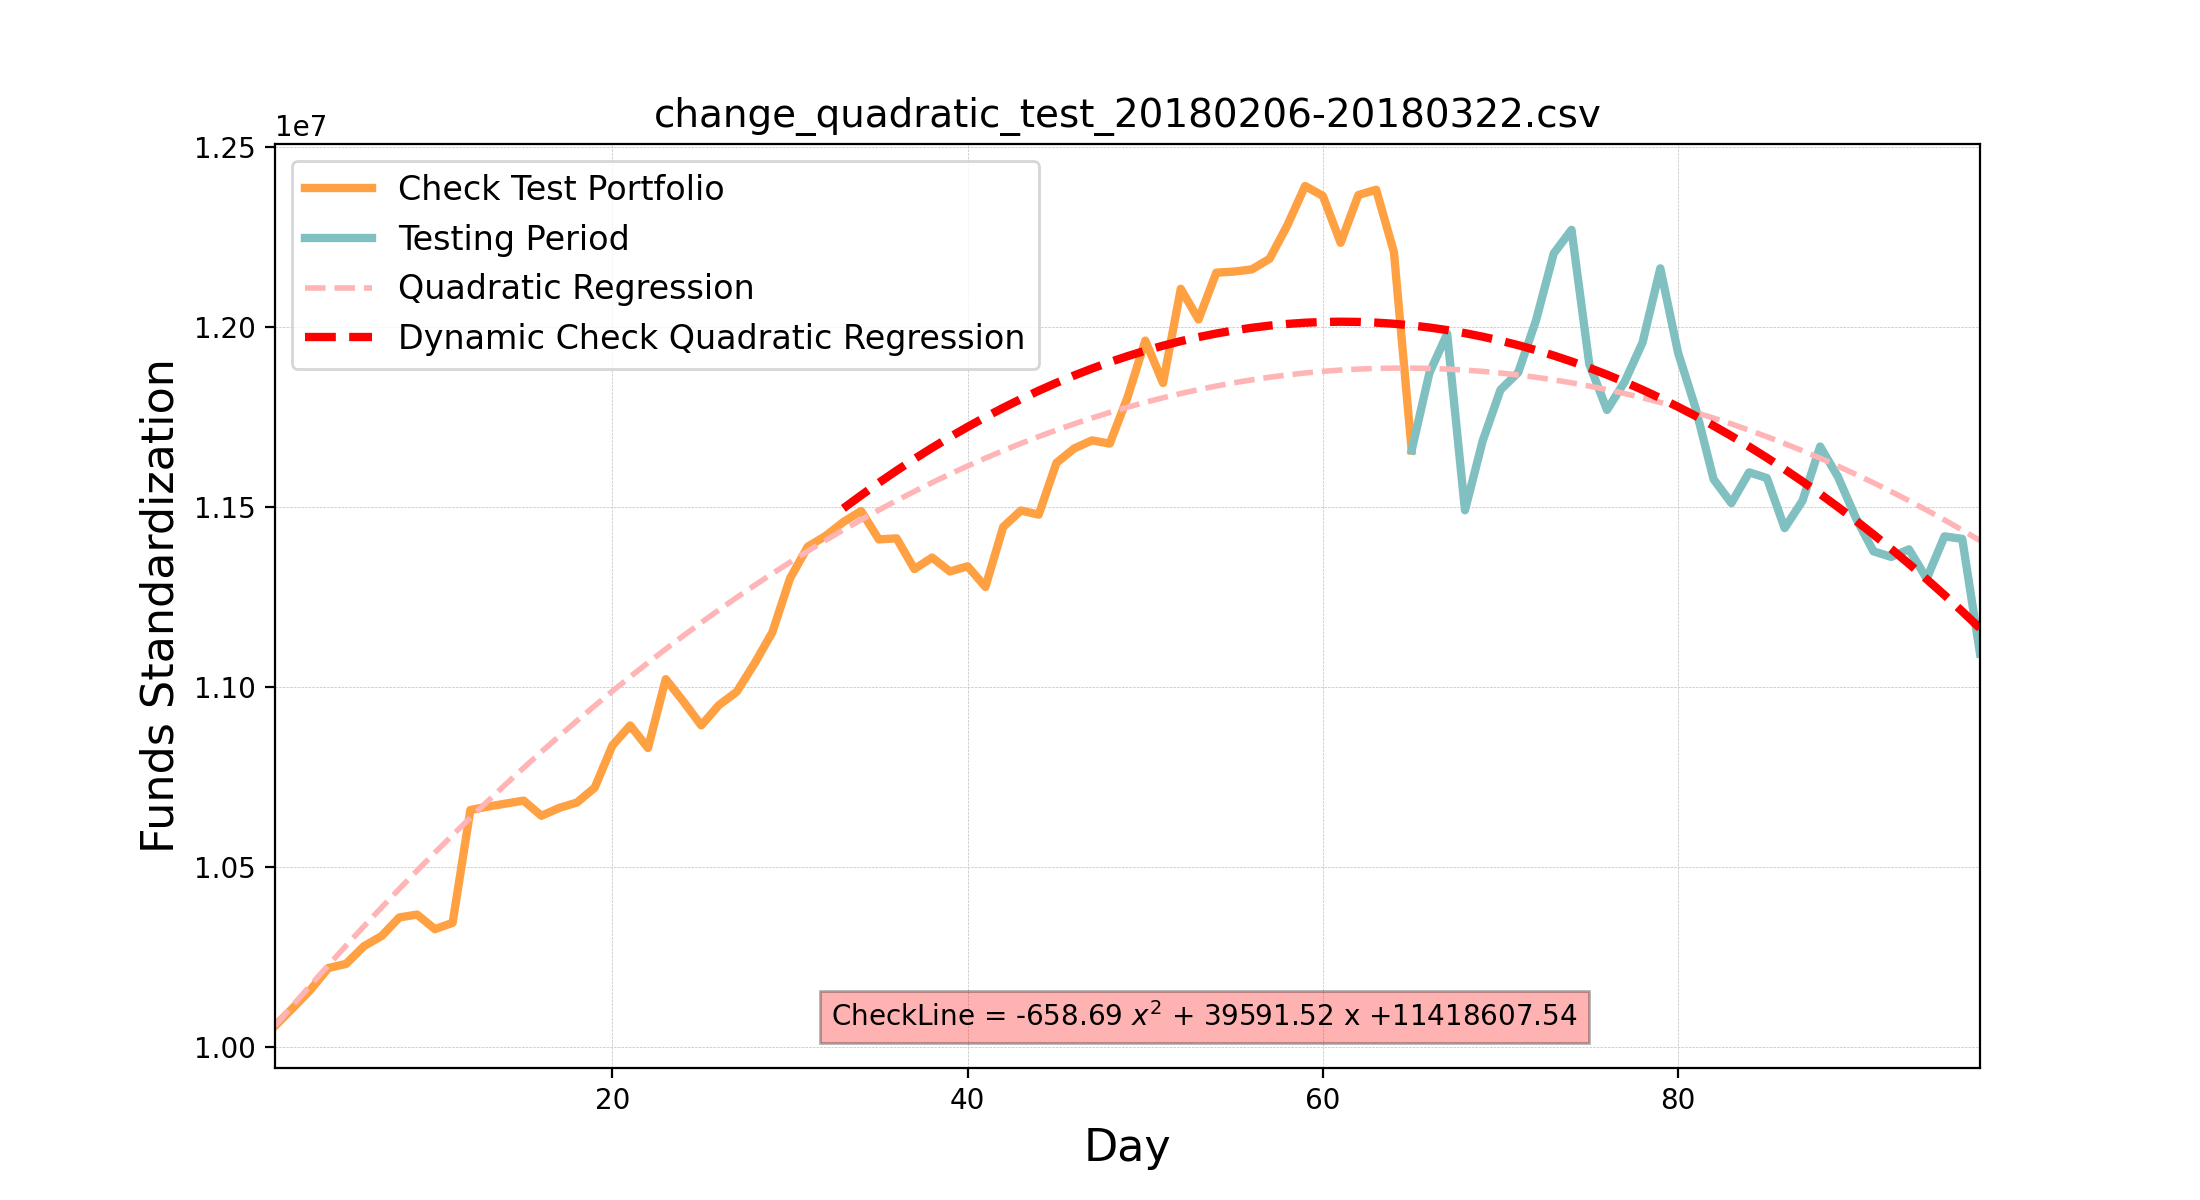 change_quadratic_test_20180206-20180322.csv
1e7
1.25
1.20
1.15
1.10
1.05
1.00
Funds Standardization
Check Test Portfolio
Testing Period
Quadratic Regression
Dynamic Check Quadratic Regression
CheckLine = -658.69 x² + 39591.52 x +11418607.54
20 40 60 80
Day